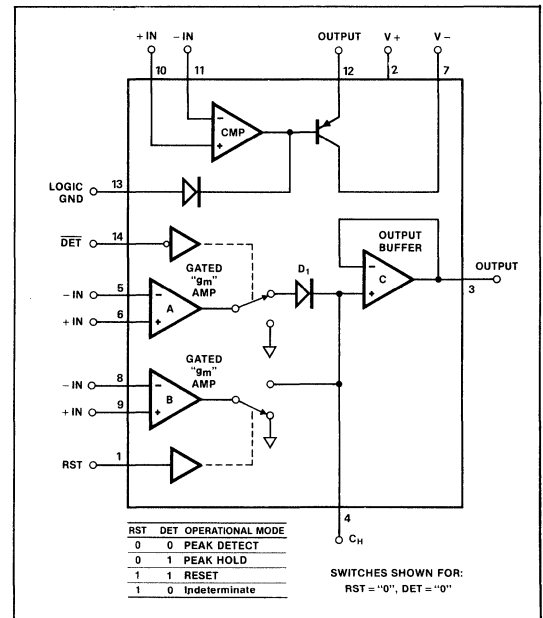 + IN − IN OUTPUT V + V −
10 11 12 2 7
−
CMP
+
LOGIC GND 13
DET 14
GATED "gm" AMP
− IN 5 −
A
+ IN 6 +
D1
OUTPUT BUFFER
−
C
+
OUTPUT
3
GATED "gm" AMP
− IN 8 −
B
+ IN 9 +
RST 1
4
CH
RST DET OPERATIONAL MODE
0 0 PEAK DETECT
0 1 PEAK HOLD
1 1 RESET
1 0 Indeterminate
SWITCHES SHOWN FOR:
RST = "0", DET = "0"